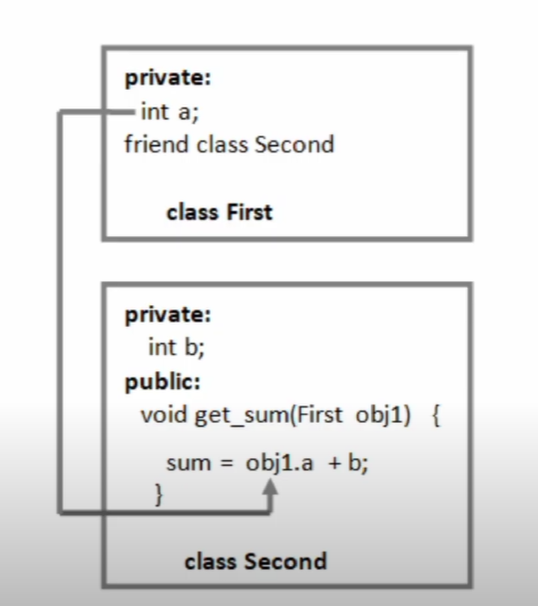 private:
int a;
friend class Second
class First
private:
int b;
public:
void get_sum(First obj1) {
sum = obj1.a + b;
}
class Second